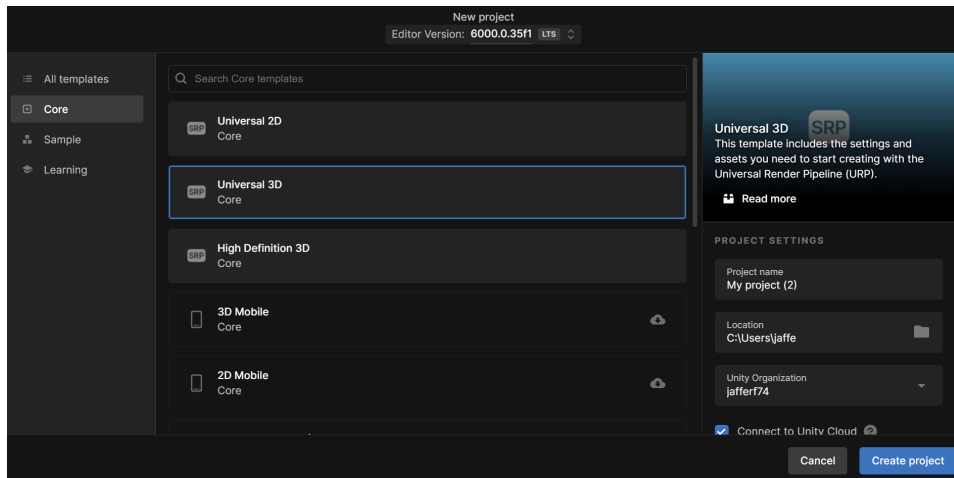 New project
Editor Version: 6000.0.35f1 LTS
All templates
Core
Sample
Learning
Search Core templates
SRP
Universal 2D
Core
SRP
Universal 3D
Core
SRP
High Definition 3D
Core
3D Mobile
Core
2D Mobile
Core
SRP
Universal 3D
This template includes the settings and
assets you need to start creating with the
Universal Render Pipeline (URP).
Read more
PROJECT SETTINGS
Project name
My project (2)
Location
C:\Users\jaffe
Unity Organization
jafferf74
Connect to Unity Cloud ?
Cancel
Create project